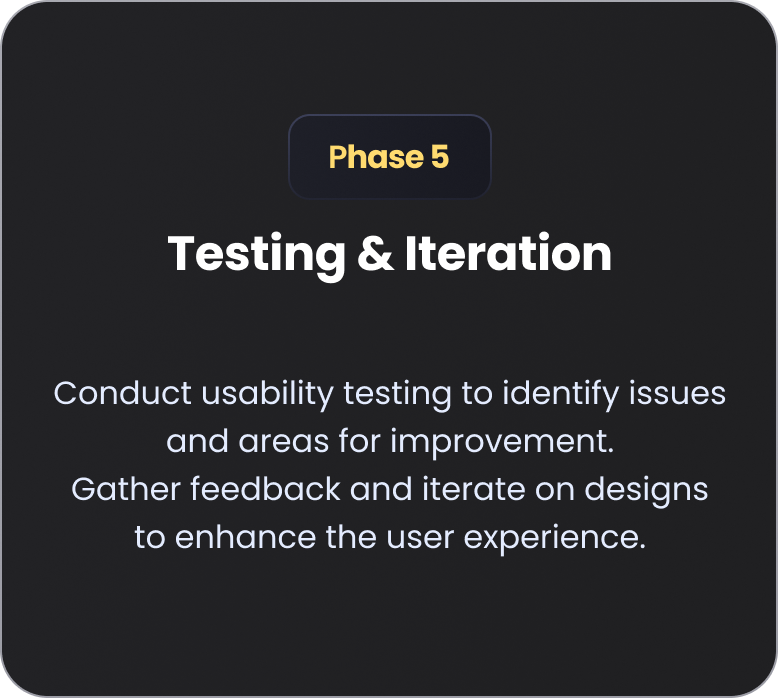 Phase 5
Testing & Iteration
Conduct usability testing to identify issues
and areas for improvement.
Gather feedback and iterate on designs
to enhance the user experience.